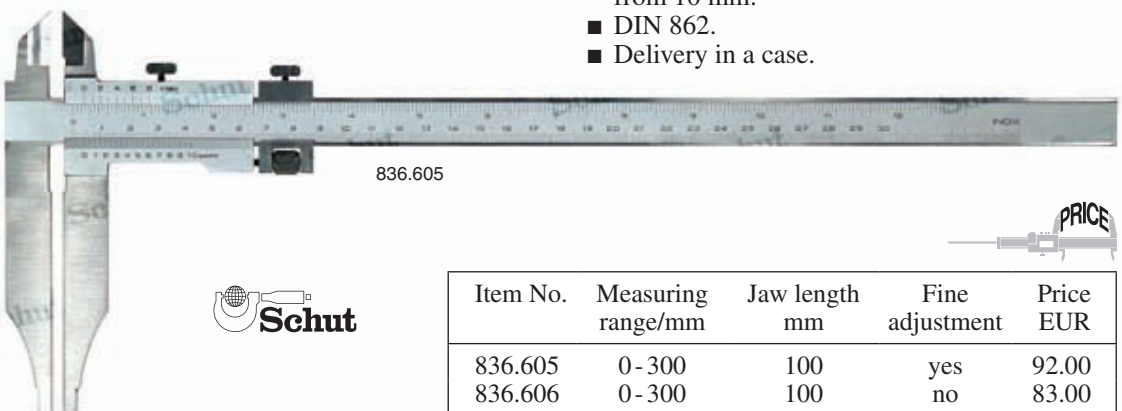 from 10 mm.
■ DIN 862.
■ Delivery in a case.
836.605
INOX
PRICE
Schut
Item No. Measuring range/mm Jaw length mm Fine adjustment Price EUR
836.605 0-300 100 yes 92.00
836.606 0-300 100 no 83.00